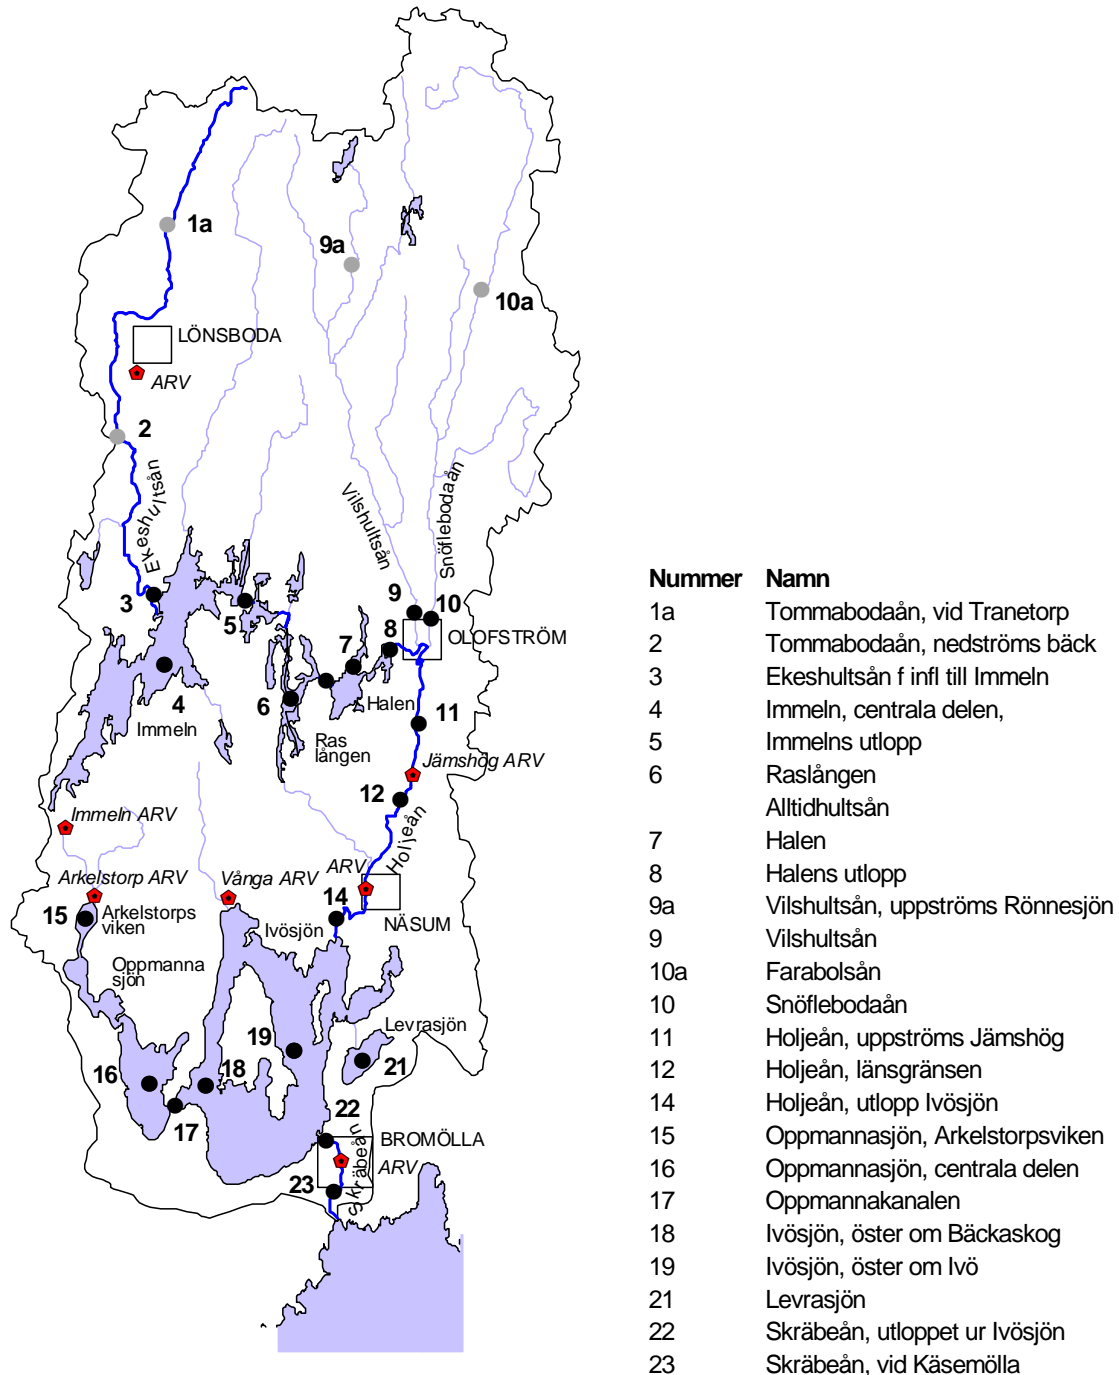 1a
9a
10a
LÖNSBODA
ARV
2
Ekeshultsån
Vilshultsån
Snöflebodaån
3
5
9
10
8
OLOFSTRÖM
7
4
6
Halen
11
Immeln
Ras
lången
Jämshög ARV
12
Immeln ARV
Holjeån
ARV
Arkelstorp ARV
Vånga ARV
14
15
Arkelstorps
viken
Ivösjön
NÄSUM
Oppmanna
sjön
Levrasjön
19
21
16
18
17
22
BROMÖLLA
ARV
Skräbeån
23
Nummer Namn
1a Tommabodaån, vid Tranetorp
2 Tommabodaån, nedströms bäck
3 Ekeshultsån f infl till Immeln
4 Immeln, centrala delen,
5 Immelns utlopp
6 Raslången
Alltidhultsån
7 Halen
8 Halens utlopp
9a Vilshultsån, uppströms Rönnesjön
9 Vilshultsån
10a Farabolsån
10 Snöflebodaån
11 Holjeån, uppströms Jämshög
12 Holjeån, länsgränsen
14 Holjeån, utlopp Ivösjön
15 Oppmannasjön, Arkelstorpsviken
16 Oppmannasjön, centrala delen
17 Oppmannakanalen
18 Ivösjön, öster om Bäckaskog
19 Ivösjön, öster om Ivö
21 Levrasjön
22 Skräbeån, utloppet ur Ivösjön
23 Skräbeån, vid Käsemölla